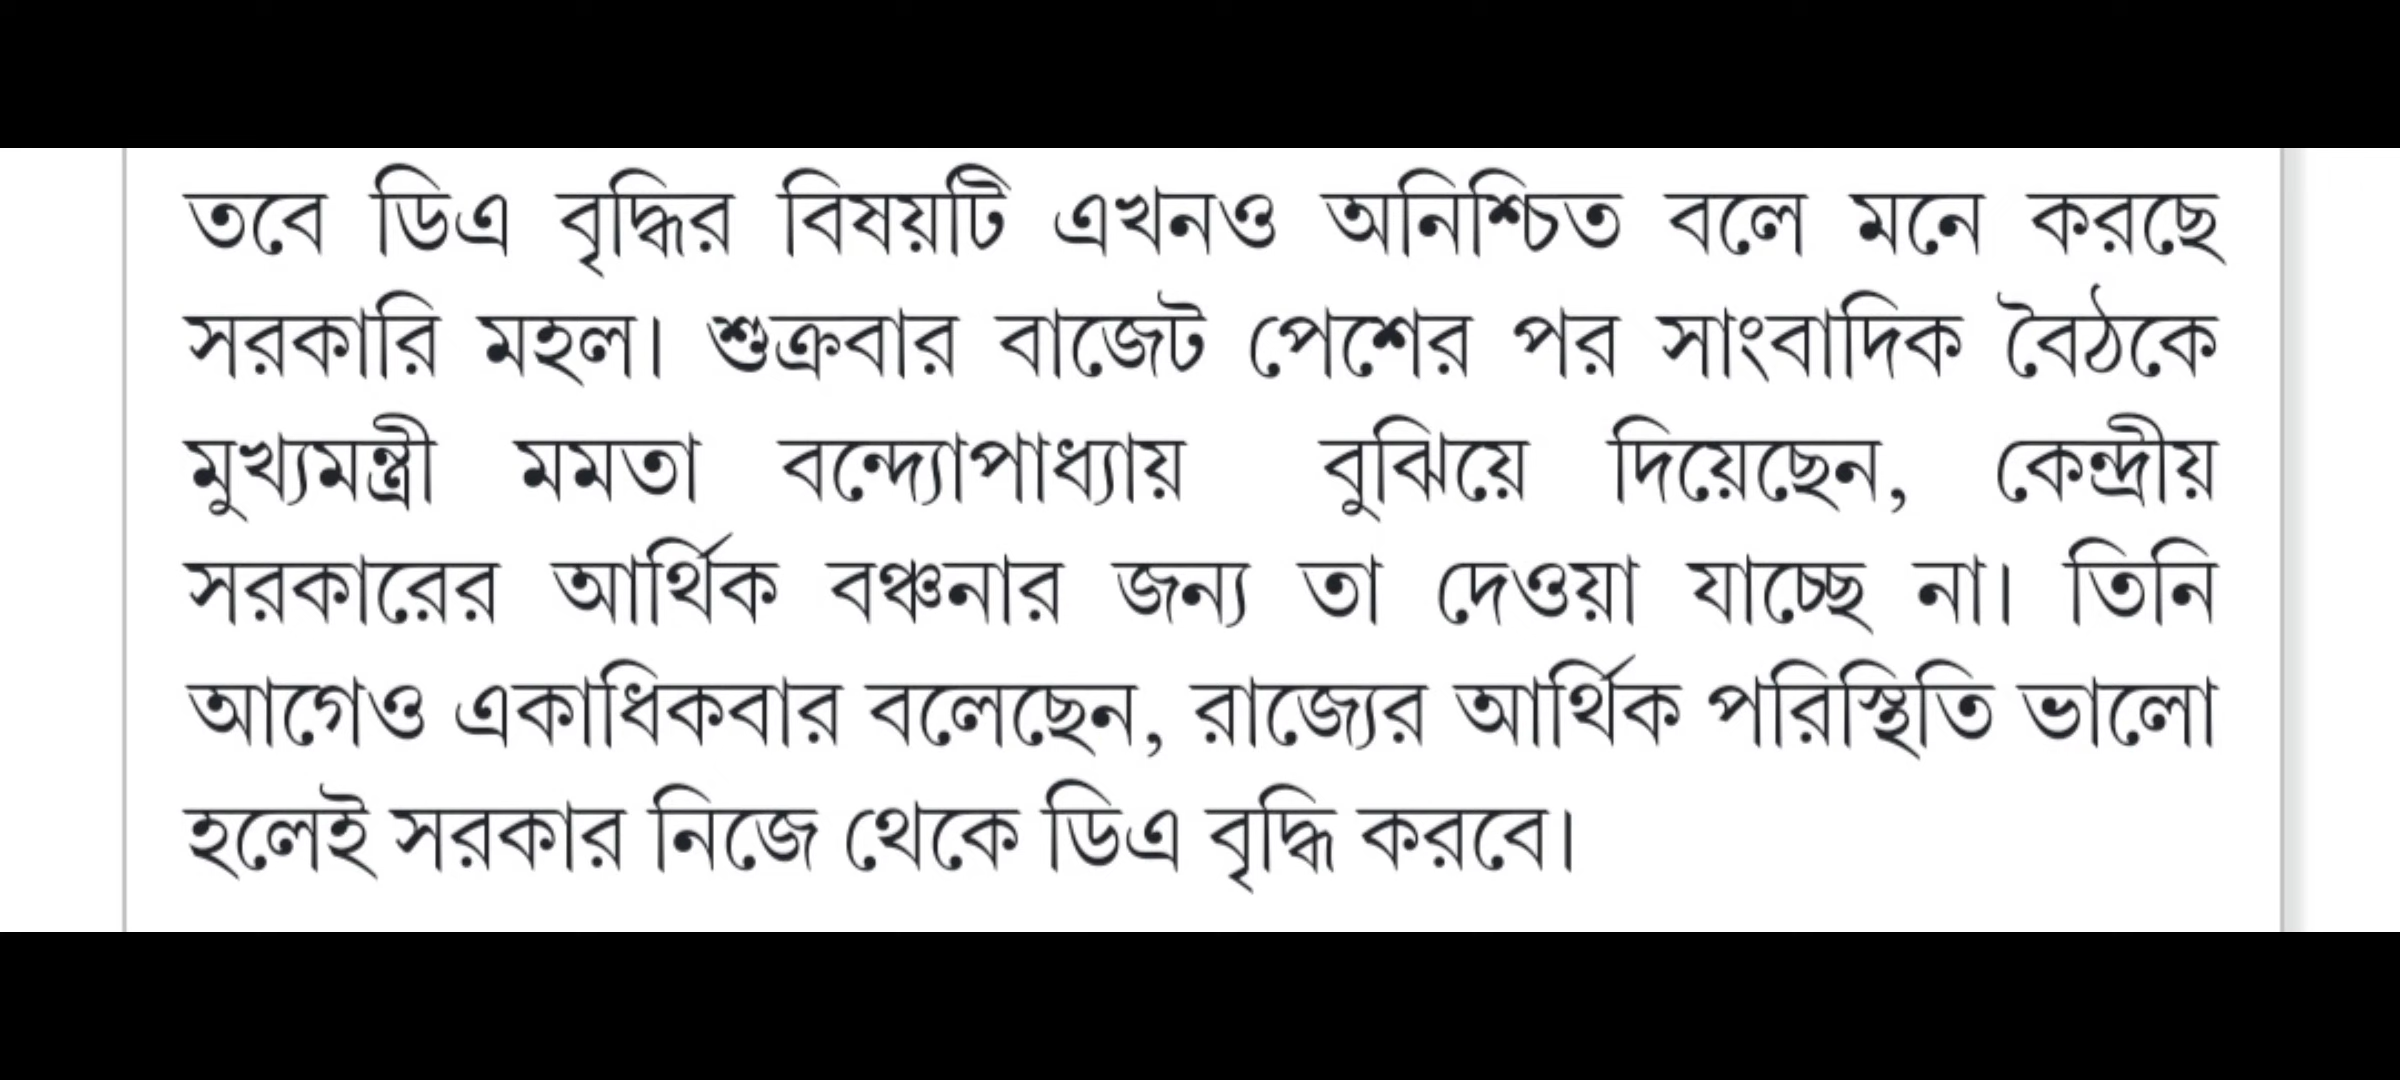 তবে ডিএ বৃদ্ধির বিষয়টি এখনও অনিশ্চিত বলে মনে করছে
সরকারি মহল। শুক্রবার বাজেট পেশের পর সাংবাদিক বৈঠকে
মুখ্যমন্ত্রী মমতা বন্দ্যোপাধ্যায় বুঝিয়ে দিয়েছেন, কেন্দ্রীয়
সরকারের আর্থিক বঞ্চনার জন্য তা দেওয়া যাচ্ছে না। তিনি
আগেও একাধিকবার বলেছেন, রাজ্যের আর্থিক পরিস্থিতি ভালো
হলেই সরকার নিজে থেকে ডিএ বৃদ্ধি করবে।